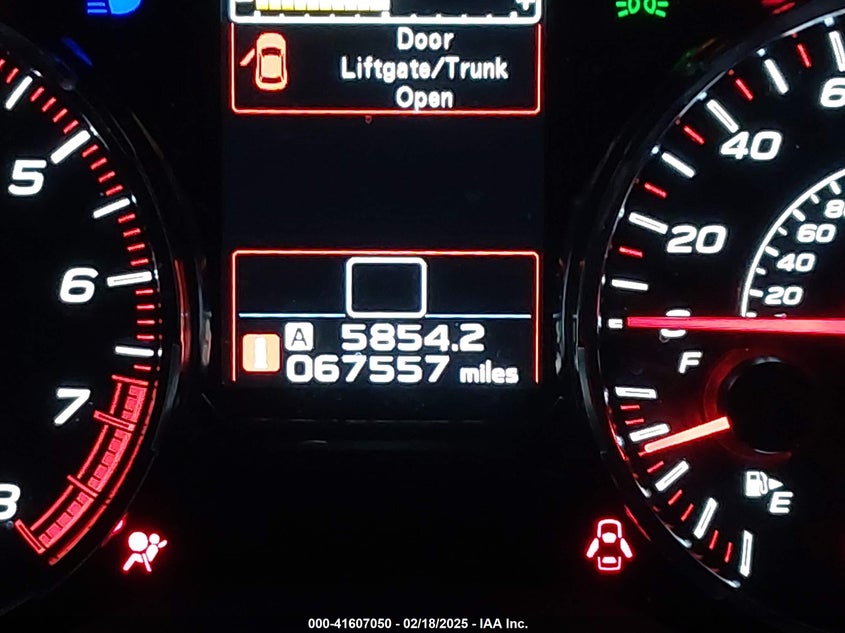 Door
Liftgate/Trunk
Open
A 5854.2
067557 miles
5
6
7
8
40
20
80
60
40
20
F
E
000-41607050 - 02/18/2025 - IAA Inc.